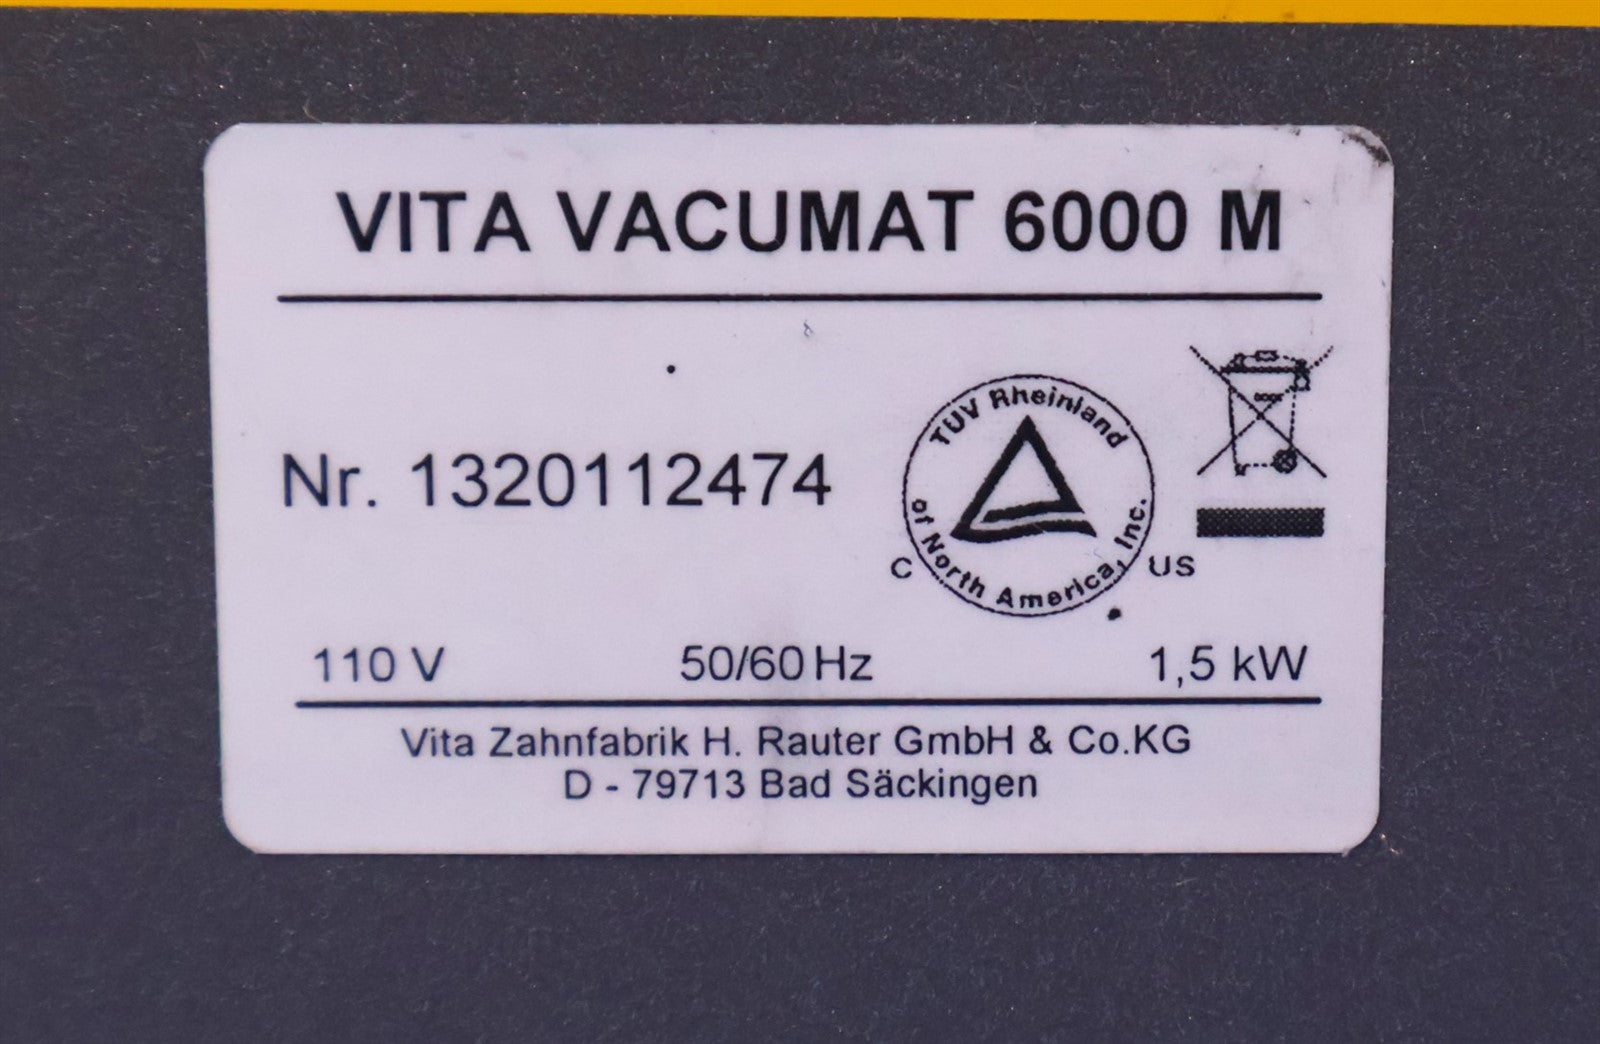 VITA VACUMAT 6000 M
Nr. 1320112474
TÜV Rheinland
of North America, Inc.
C US
110 V 50/60 Hz 1,5 kW
Vita Zahnfabrik H. Rauter GmbH & Co.KG
D - 79713 Bad Säckingen